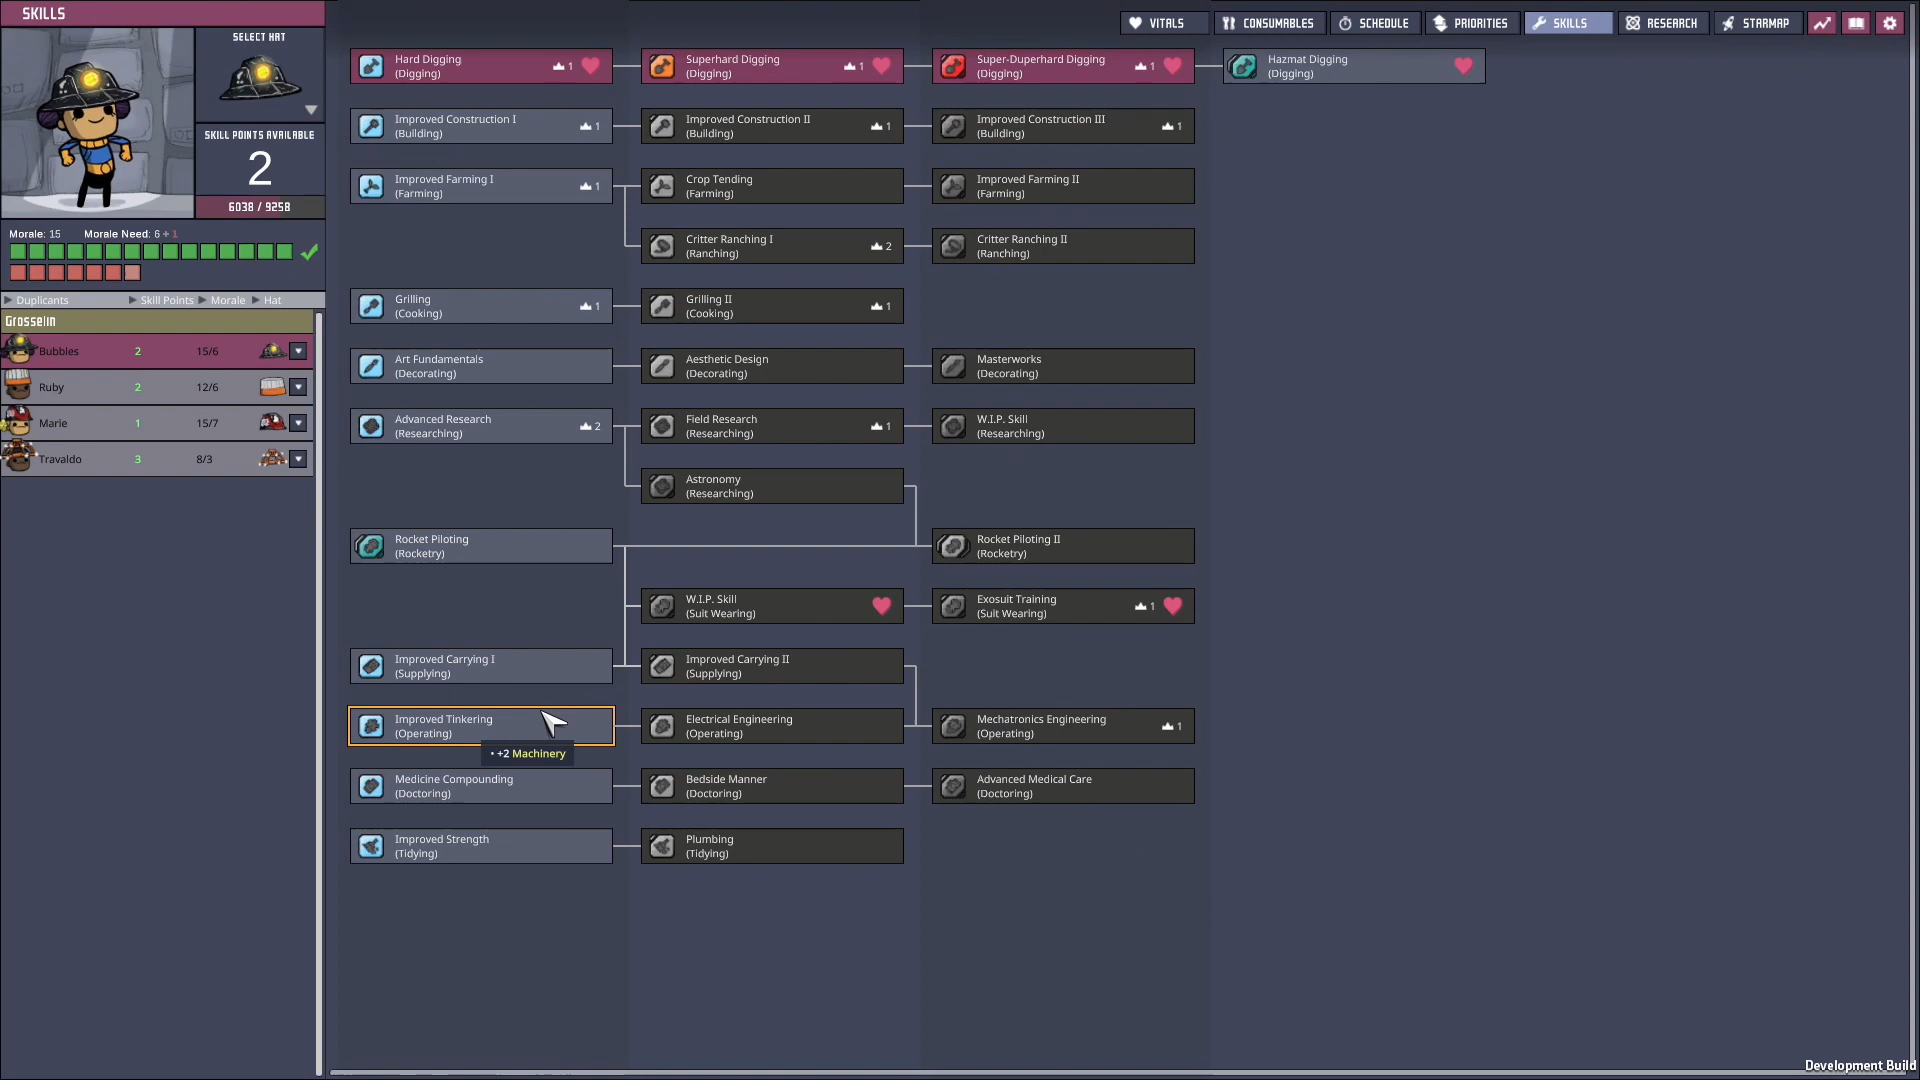 SKILLS
VITALS
CONSUMABLES
SCHEDULE
PRIORITIES
SKILLS
RESEARCH
STARMAP
SELECT HAT
SKILL POINTS AVAILABLE
2
6038 / 9258
Morale: 15 Morale Need: 6 + 1
Duplicants Skill Points Morale Hat
Grosselin
Bubbles 2 15/6
Ruby 2 12/6
Marie 1 15/7
Travaldo 3 8/3
Hard Digging
(Digging)
1
Superhard Digging
(Digging)
1
Super-Duperhard Digging
(Digging)
1
Hazmat Digging
(Digging)
Improved Construction I
(Building)
1
Improved Construction II
(Building)
1
Improved Construction III
(Building)
1
Improved Farming I
(Farming)
1
Crop Tending
(Farming)
Improved Farming II
(Farming)
Critter Ranching I
(Ranching)
2
Critter Ranching II
(Ranching)
Grilling
(Cooking)
1
Grilling II
(Cooking)
1
Art Fundamentals
(Decorating)
Aesthetic Design
(Decorating)
Masterworks
(Decorating)
Advanced Research
(Researching)
2
Field Research
(Researching)
1
W.I.P. Skill
(Researching)
Astronomy
(Researching)
Rocket Piloting
(Rocketry)
Rocket Piloting II
(Rocketry)
W.I.P. Skill
(Suit Wearing)
Exosuit Training
(Suit Wearing)
1
Improved Carrying I
(Supplying)
Improved Carrying II
(Supplying)
Improved Tinkering
(Operating)
• +2 Machinery
Electrical Engineering
(Operating)
Mechatronics Engineering
(Operating)
1
Medicine Compounding
(Doctoring)
Bedside Manner
(Doctoring)
Advanced Medical Care
(Doctoring)
Improved Strength
(Tidying)
Plumbing
(Tidying)
Development Build